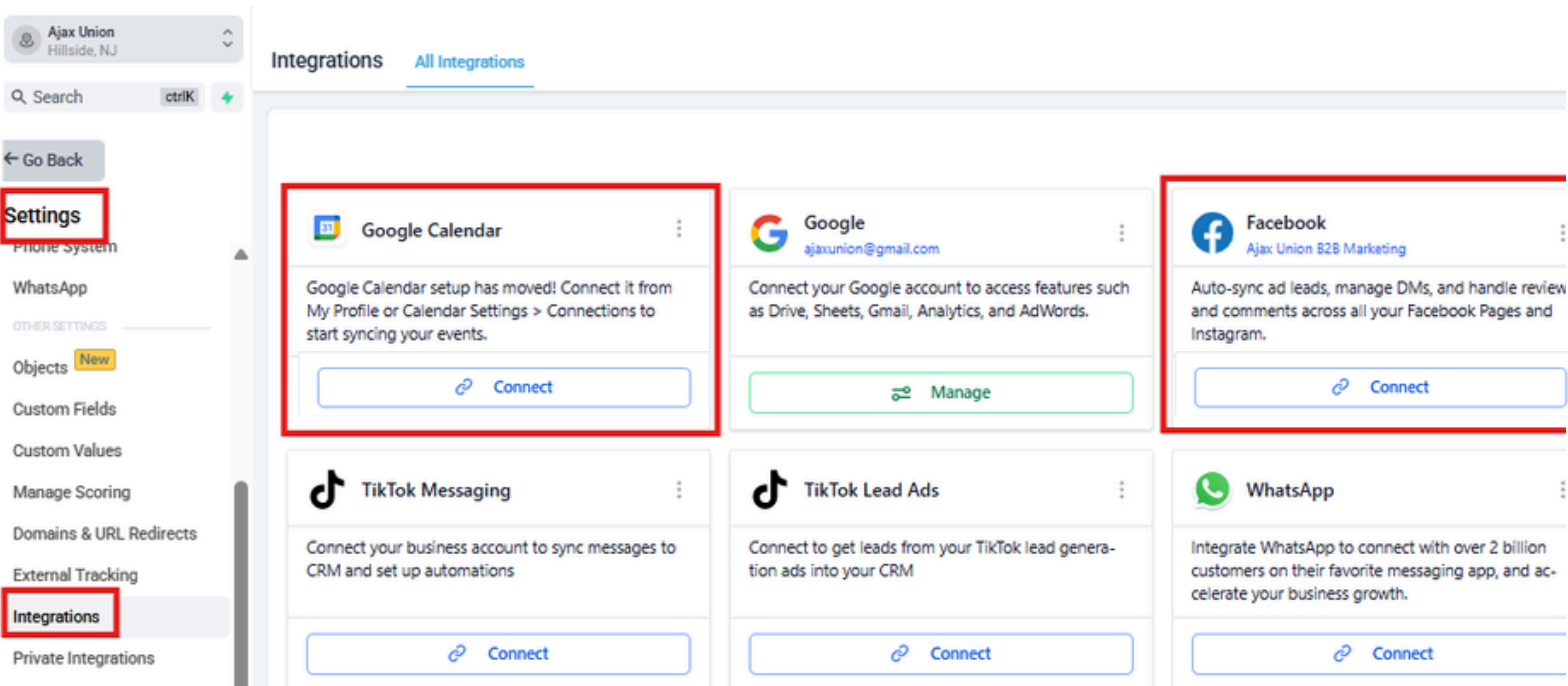 Ajax Union
Hillside, NJ
Search
ctrlK
Go Back
Settings
Phone System
WhatsApp
OTHER SETTINGS
Objects
New
Custom Fields
Custom Values
Manage Scoring
Domains & URL Redirects
External Tracking
Integrations
Private Integrations
Integrations
All Integrations
31
Google Calendar
Google Calendar setup has moved! Connect it from
My Profile or Calendar Settings > Connections to
start syncing your events.
Connect
Google
ajaxunion@gmail.com
Connect your Google account to access features such
as Drive, Sheets, Gmail, Analytics, and AdWords.
Manage
Facebook
Ajax Union B2B Marketing
Auto-sync ad leads, manage DMs, and handle review
and comments across all your Facebook Pages and
Instagram.
Connect
TikTok Messaging
Connect your business account to sync messages to
CRM and set up automations
Connect
TikTok Lead Ads
Connect to get leads from your TikTok lead genera-
tion ads into your CRM
Connect
WhatsApp
Integrate WhatsApp to connect with over 2 billion
customers on their favorite messaging app, and ac-
celerate your business growth.
Connect